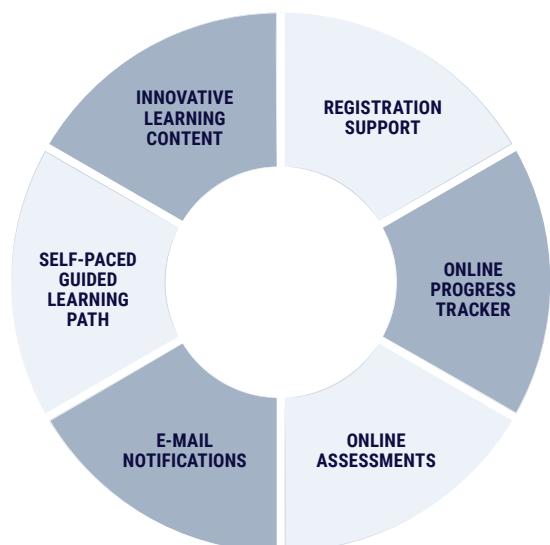 INNOVATIVE
LEARNING
CONTENT
REGISTRATION
SUPPORT
SELF-PACED
GUIDED
LEARNING
PATH
ONLINE
PROGRESS
TRACKER
E-MAIL
NOTIFICATIONS
ONLINE
ASSESSMENTS